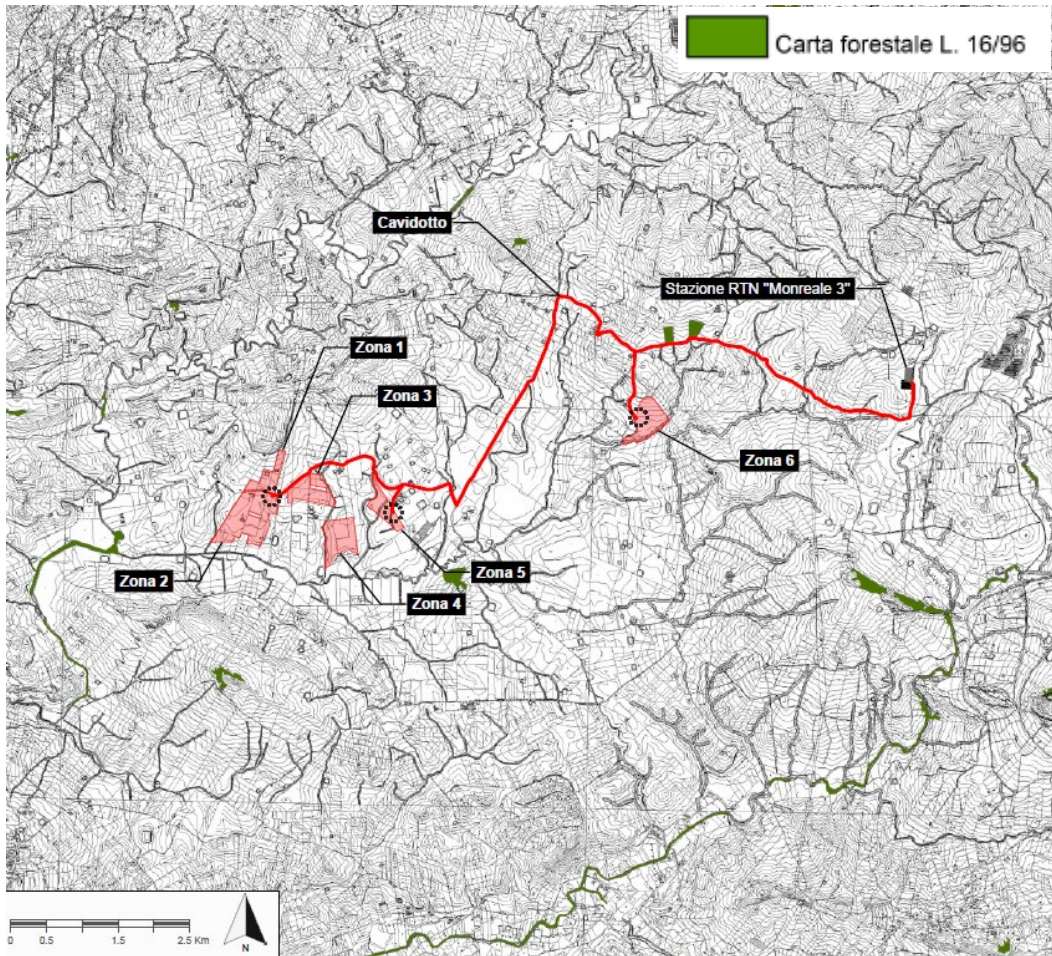 Carta forestale L. 16/96
Cavidotto
Stazione RTN "Monreale 3"
Zona 1
Zona 3
Zona 6
Zona 5
Zona 2
Zona 4
0 0.5 1.5 2.5 Km
N